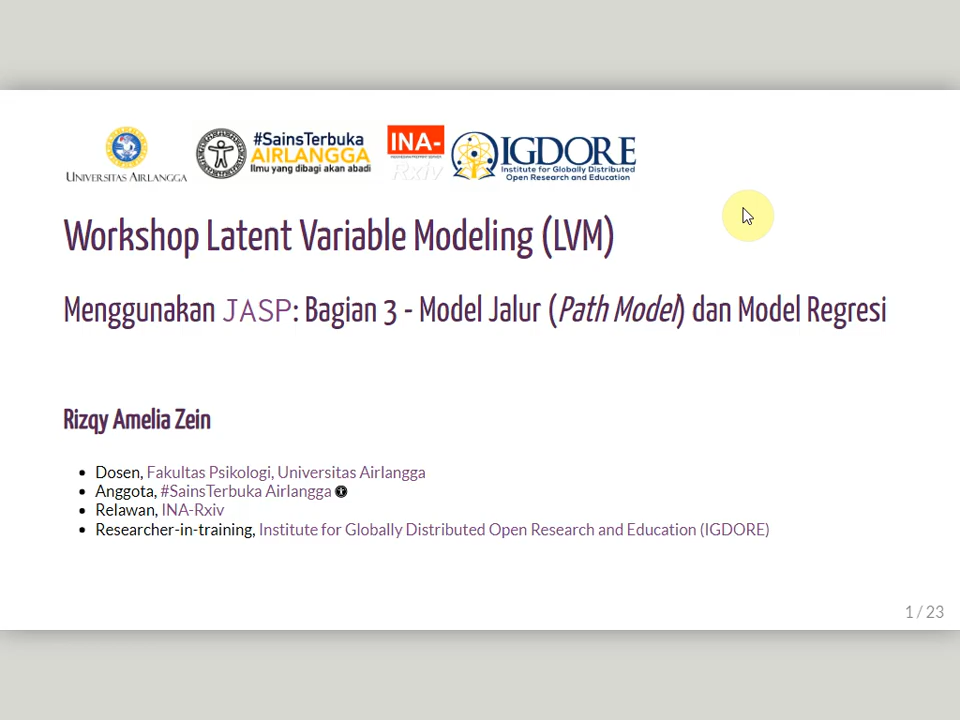 UNIVERSITAS AIRLANGGA
#SainsTerbuka
AIRLANGGA
Ilmu yang dibagi akan abadi
INA-
Rxiv
IGDORE
Institute for Globally Distributed
Open Research and Education
Workshop Latent Variable Modeling (LVM)
Menggunakan JASP: Bagian 3 - Model Jalur (Path Model) dan Model Regresi
Rizqy Amelia Zein
• Dosen, Fakultas Psikologi, Universitas Airlangga
• Anggota, #SainsTerbuka Airlangga
• Relawan, INA-Rxiv
• Researcher-in-training, Institute for Globally Distributed Open Research and Education (IGDORE)
1 / 23